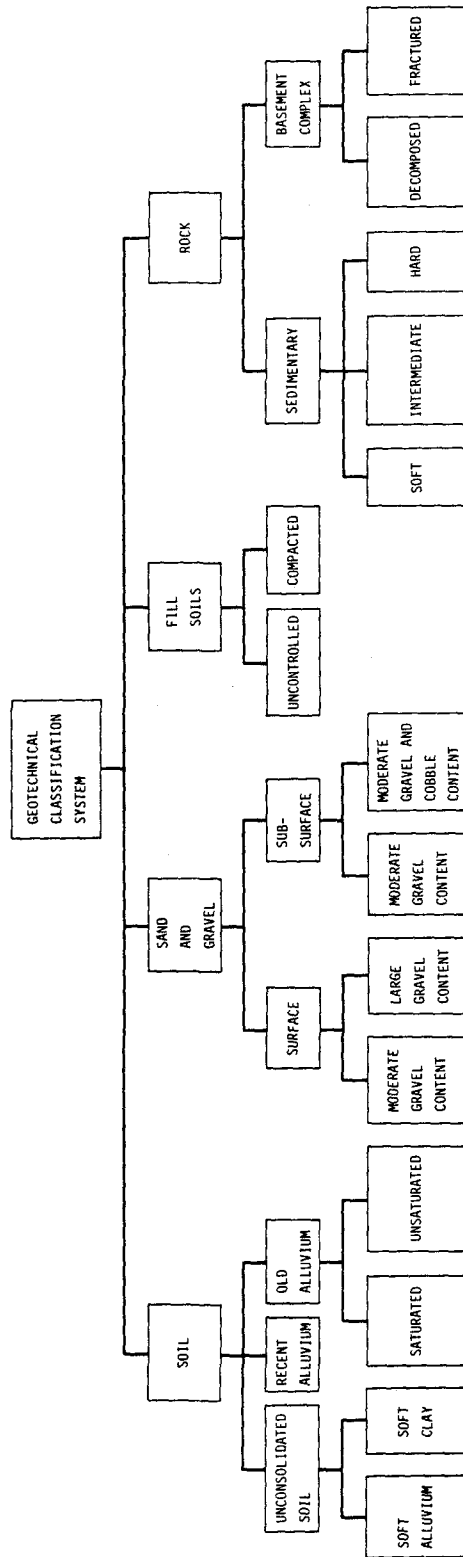 GEOTECHNICAL
CLASSIFICATION
SYSTEM
SOIL
SAND
AND
GRAVEL
FILL
SOILS
ROCK
UNCONSOLIDATED
SOIL
RECENT
ALLUVIUM
OLD
ALLUVIUM
SURFACE
SUB-
SURFACE
UNCONTROLLED
COMPACTED
SEDIMENTARY
BASEMENT
COMPLEX
SOFT
ALLUVIUM
SOFT
CLAY
SATURATED
UNSATURATED
MODERATE
GRAVEL
CONTENT
LARGE
GRAVEL
CONTENT
MODERATE
GRAVEL
CONTENT
MODERATE
GRAVEL AND
COBBLE
CONTENT
SOFT
INTERMEDIATE
HARD
DECOMPOSED
FRACTURED